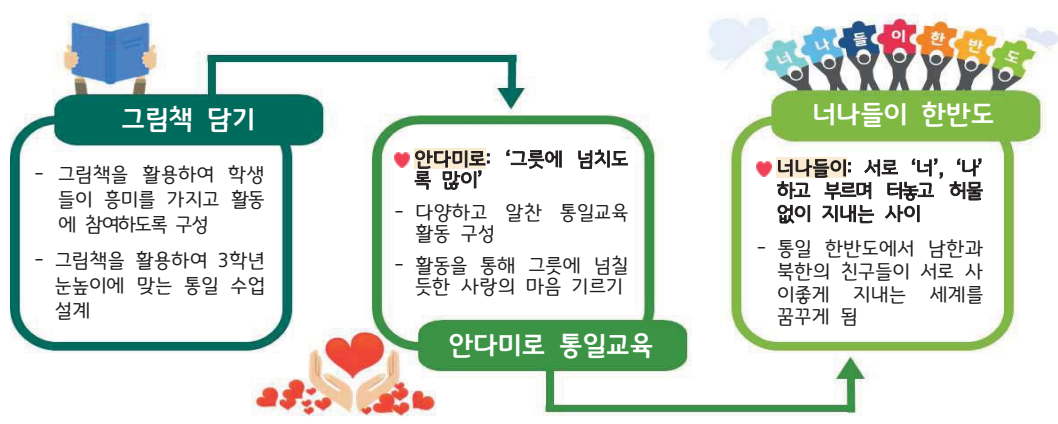 그림책 담기
- 그림책을 활용하여 학생
들이 흥미를 가지고 활동
에 참여하도록 구성
- 그림책을 활용하여 3학년
눈높이에 맞는 통일 수업
설계
안다미로: ‘그릇에 넘치도
록 많이’
- 다양하고 알찬 통일교육
활동 구성
- 활동을 통해 그릇에 넘칠
듯한 사랑의 마음 기르기
안다미로 통일교육
너나들이한반도
너나들이 한반도
너나들이: 서로 ‘너’, ‘나’
하고 부르며 터놓고 허물
없이 지내는 사이
- 통일 한반도에서 남한과
북한의 친구들이 서로 사
이좋게 지내는 세계를
꿈꾸게 됨